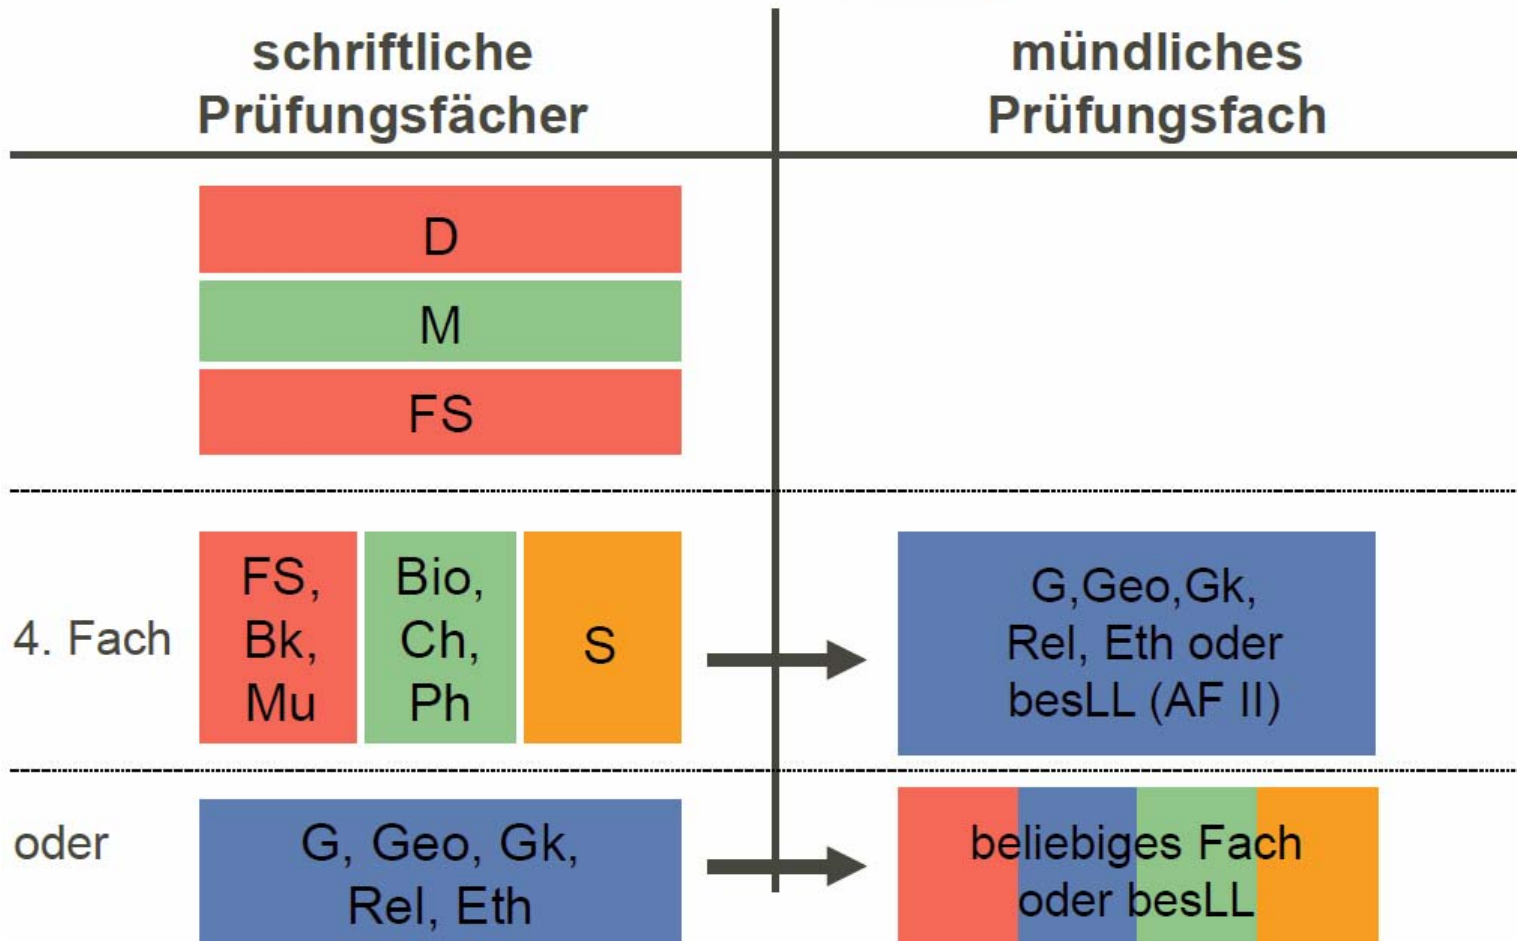 schriftliche
Prüfungsfächer
mündliches
Prüfungsfach
D
M
FS
4. Fach
FS,
Bk,
Mu
Bio,
Ch,
Ph
S
G,Geo,Gk,
Rel, Eth oder
besLL (AF II)
oder
G, Geo, Gk,
Rel, Eth
beliebiges Fach
oder besLL